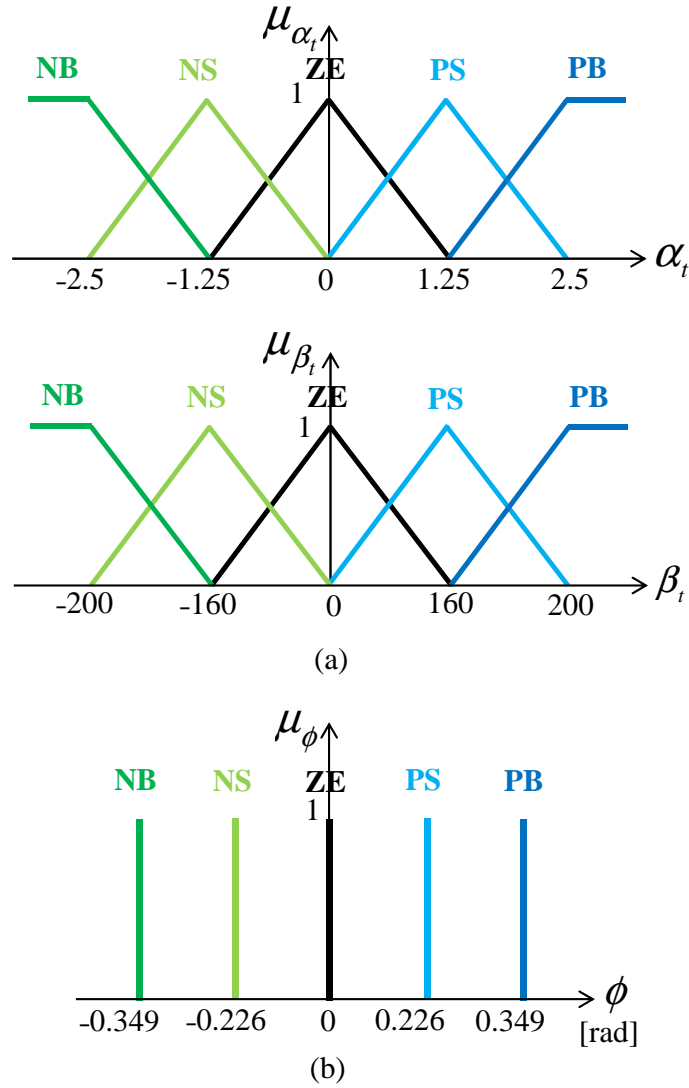 μ_{α_t}
NB NS ZE PS PB
1
-2.5 -1.25 0 1.25 2.5 α_t
μ_{β_t}
NB NS ZE PS PB
1
-200 -160 0 160 200 β_t
(a)
μ_ϕ
NB NS ZE PS PB
1
-0.349 -0.226 0 0.226 0.349 ϕ
[rad]
(b)